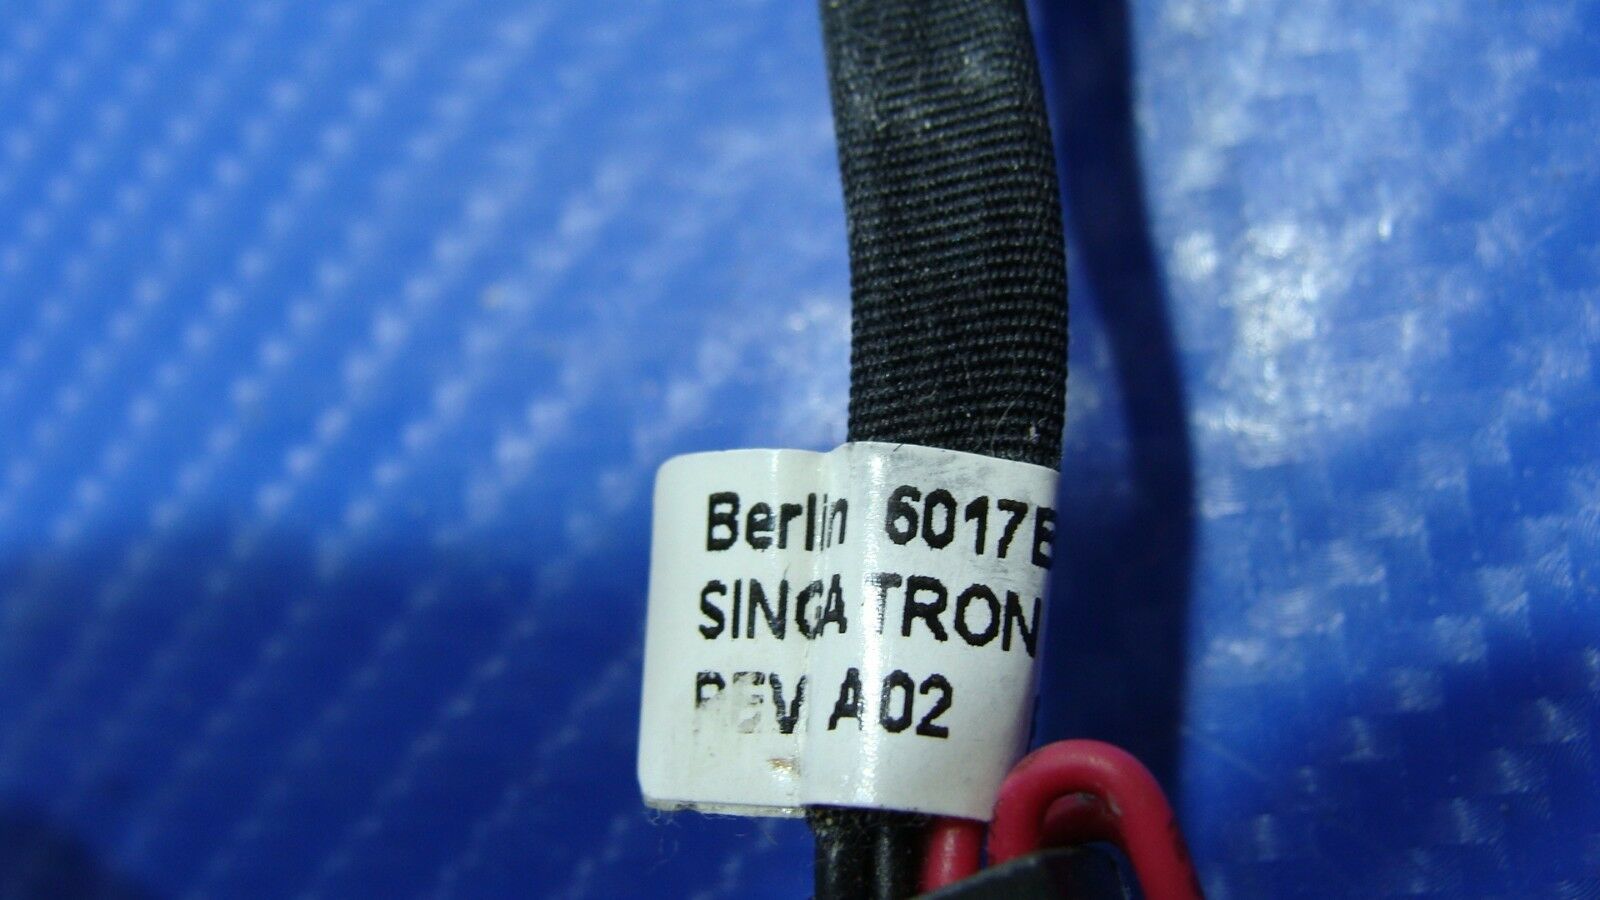 Berlin 6017B
SINGATRON
REV A02